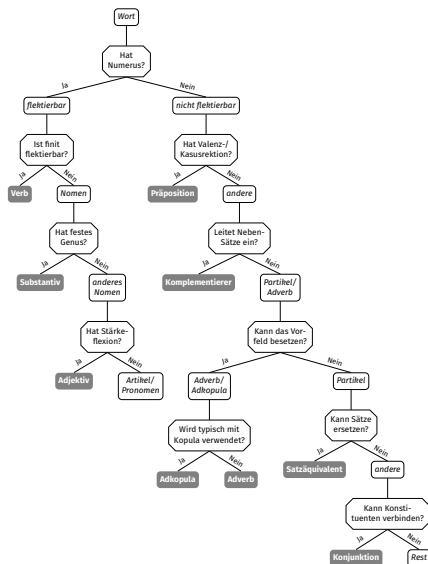 Wort
Hat
Numerus?
Ja
Nein
flektierbar
nicht flektierbar
Ist finit
flektierbar?
Hat Valenz-/
Kasusrektion?
Ja
Nein
Ja
Nein
Verb
Nomen
Präposition
andere
Hat festes
Genus?
Leitet Neben-
Sätze ein?
Ja
Nein
Ja
Nein
Substantiv
anderes
Nomen
Komplementierer
Partikel/
Adverb
Hat Stärke-
flexion?
Kann das Vor-
feld besetzen?
Ja
Nein
Ja
Nein
Adjektiv
Artikel/
Pronomen
Adverb/
Adkopula
Partikel
Wird typisch mit
Kopula verwendet?
Kann Sätze
ersetzen?
Ja
Nein
Ja
Nein
Adkopula
Adverb
Satzäquivalent
andere
Kann Konsti-
tuenten verbinden?
Ja
Nein
Konjunktion
Rest